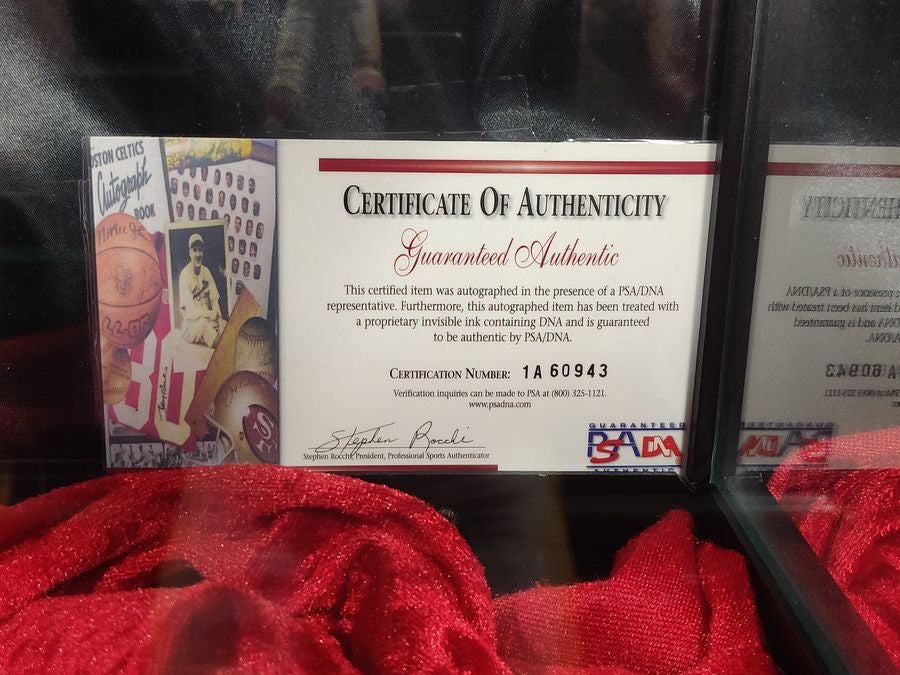 OSTON CELTICS
Autograph
BOOK
CERTIFICATE OF AUTHENTICITY
Guaranteed Authentic
This certified item was autographed in the presence of a PSA/DNA
representative. Furthermore, this autographed item has been treated with
a proprietary invisible ink containing DNA and is guaranteed
to be authentic by PSA/DNA.
CERTIFICATION NUMBER: 1A60943
Verification inquiries can be made to PSA at (800) 325-1121.
www.psadna.com
Stephen Rocchi
Stephen Rocchi, President, Professional Sports Authenticator
GUARANTEED
PSA DNA
AUTHENTIC